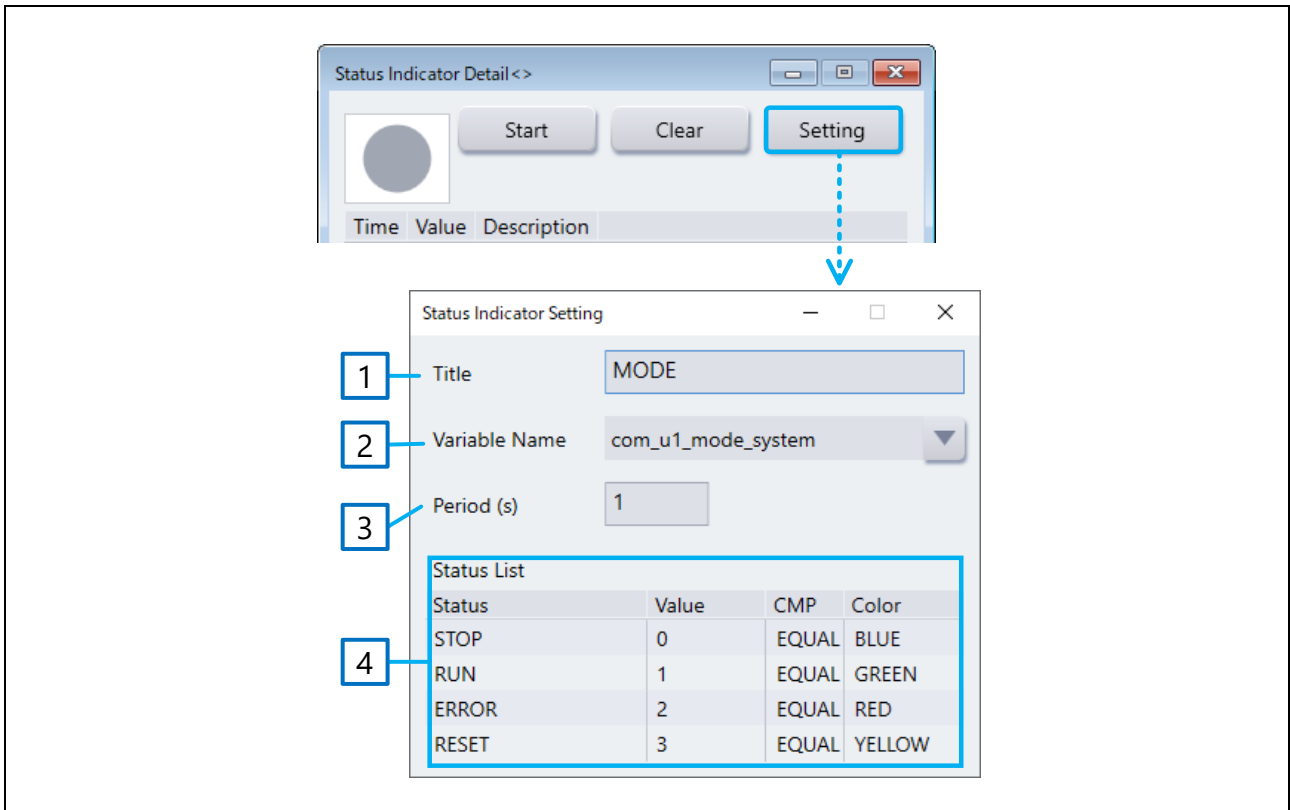 Status Indicator Detail<>
Start Clear Setting
Time Value Description
Status Indicator Setting
1 Title MODE
2 Variable Name com_u1_mode_system
3 Period (s) 1
Status List
Status Value CMP Color
STOP 0 EQUAL BLUE
4
RUN 1 EQUAL GREEN
ERROR 2 EQUAL RED
RESET 3 EQUAL YELLOW